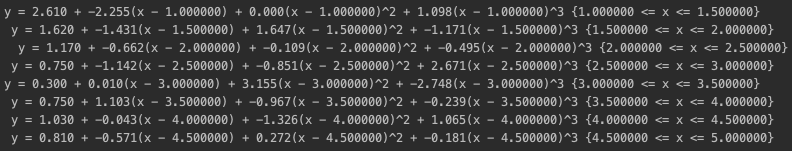 y = 2.610 + -2.255(x - 1.000000) + 0.000(x - 1.000000)^2 + 1.098(x - 1.000000)^3 {1.000000 <= x <= 1.500000}
y = 1.620 + -1.431(x - 1.500000) + 1.647(x - 1.500000)^2 + -1.171(x - 1.500000)^3 {1.500000 <= x <= 2.000000}
y = 1.170 + -0.662(x - 2.000000) + -0.109(x - 2.000000)^2 + -0.495(x - 2.000000)^3 {2.000000 <= x <= 2.500000}
y = 0.750 + -1.142(x - 2.500000) + -0.851(x - 2.500000)^2 + 2.671(x - 2.500000)^3 {2.500000 <= x <= 3.000000}
y = 0.300 + 0.010(x - 3.000000) + 3.155(x - 3.000000)^2 + -2.748(x - 3.000000)^3 {3.000000 <= x <= 3.500000}
y = 0.750 + 1.103(x - 3.500000) + -0.967(x - 3.500000)^2 + -0.239(x - 3.500000)^3 {3.500000 <= x <= 4.000000}
y = 1.030 + -0.043(x - 4.000000) + -1.326(x - 4.000000)^2 + 1.065(x - 4.000000)^3 {4.000000 <= x <= 4.500000}
y = 0.810 + -0.571(x - 4.500000) + 0.272(x - 4.500000)^2 + -0.181(x - 4.500000)^3 {4.500000 <= x <= 5.000000}